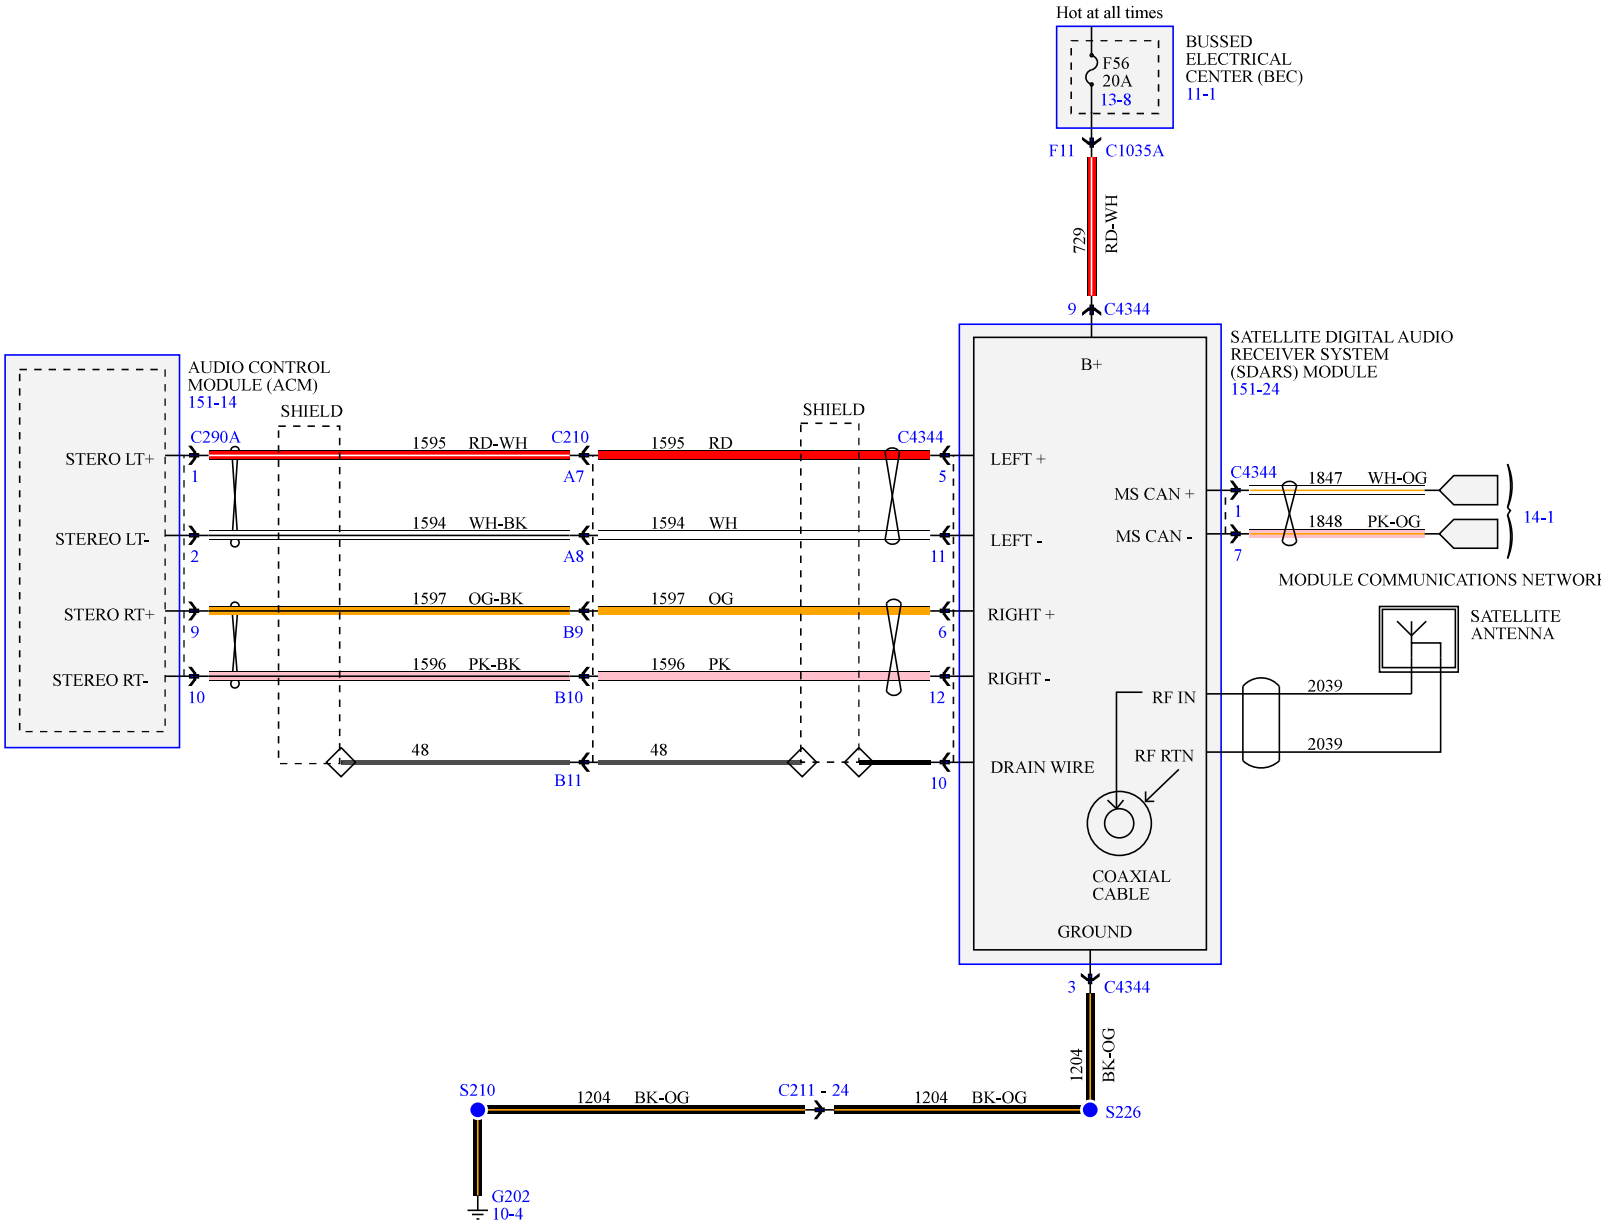 Hot at all times
F56
20A
13-8
BUSSED
ELECTRICAL
CENTER (BEC)
11-1
F11
C1035A
729
RD-WH
9
C4344
SATELLITE DIGITAL AUDIO
RECEIVER SYSTEM
(SDARS) MODULE
151-24
B+
AUDIO CONTROL
MODULE (ACM)
151-14
SHIELD
SHIELD
C290A
1595 RD-WH
C210
1595 RD
C4344
STERO LT+
1
A7
5
LEFT +
1594 WH-BK
1594 WH
STEREO LT-
2
A8
11
LEFT -
1597 OG-BK
1597 OG
STERO RT+
9
B9
6
RIGHT +
1596 PK-BK
1596 PK
STEREO RT-
10
B10
12
RIGHT -
48
48
B11
10
DRAIN WIRE
C4344
1847 WH-OG
MS CAN +
1
1848 PK-OG
MS CAN -
7
14-1
MODULE COMMUNICATIONS NETWORK
SATELLITE
ANTENNA
RF IN
2039
RF RTN
2039
COAXIAL
CABLE
GROUND
3
C4344
1204
BK-OG
S210
1204 BK-OG
C211 - 24
1204 BK-OG
S226
G202
10-4